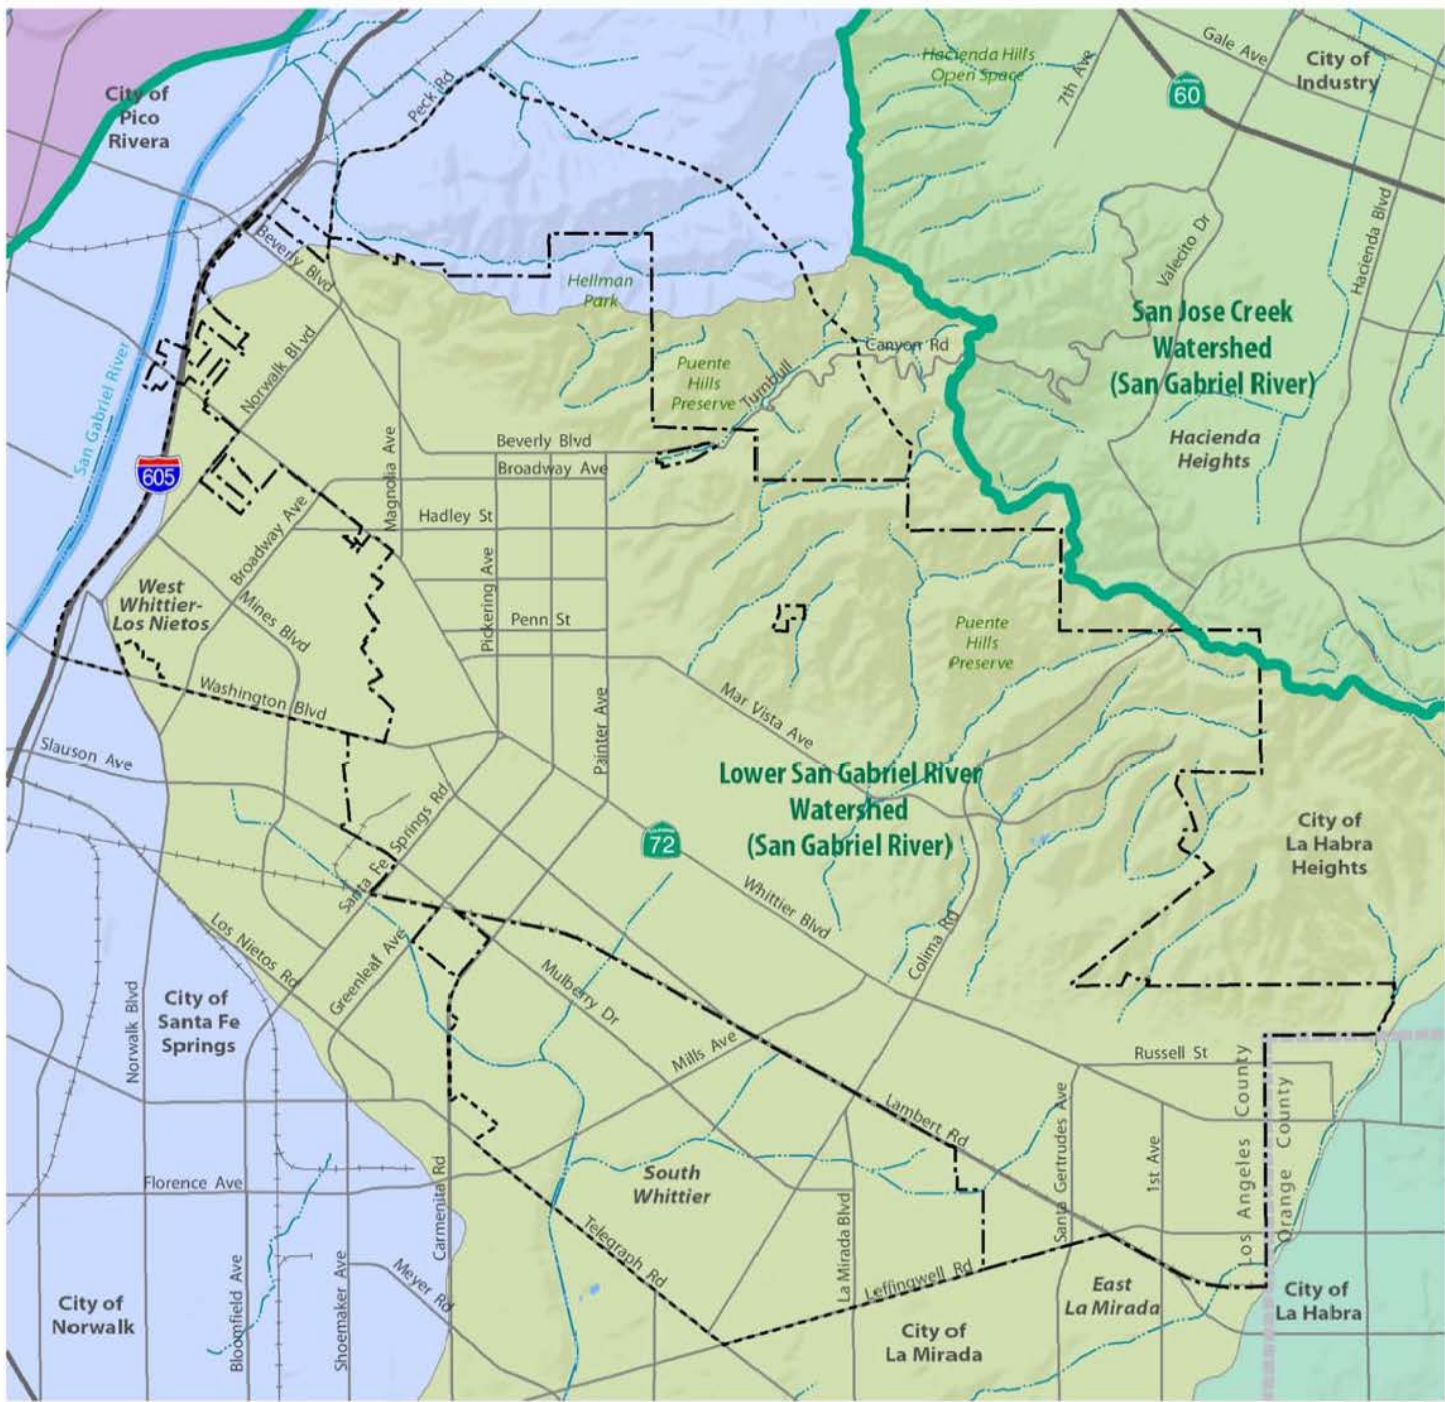 Hacienda Hills
Open Space
7th Ave
Gale Ave
City of
Industry
60
City of
Pico
Rivera
Peck Rd
Hacienda Blvd
Valecito Dr
Beverly Blvd
Hellman
Park
San Jose Creek
Watershed
(San Gabriel River)
Canyon Rd
Turnbull
Puente
Hills
Preserve
Norwalk Blvd
San Gabriel River
Hacienda
Heights
605
Magnolia Ave
Beverly Blvd
Broadway Ave
Hadley St
Broadway Ave
Pickering Ave
West
Whittier-
Los Nietos
Mines Blvd
Penn St
Puente
Hills
Preserve
Washington Blvd
Painter Ave
Mar Vista Ave
Slauson Ave
Lower San Gabriel River
Watershed
(San Gabriel River)
72
Santa Fe Springs Rd
City of
La Habra
Heights
Whittier Blvd
Colima Rd
Los Nietos Rd
Greenleaf Ave
Mulberry Dr
City of
Santa Fe
Springs
Norwalk Blvd
Mills Ave
Russell St
Los Angeles County
Orange County
Lambert Rd
Santa Gertrudes Ave
1st Ave
Florence Ave
Carmenita Rd
South
Whittier
La Mirada Blvd
Telegraph Rd
Leffingwell Rd
Meyer Rd
Bloomfield Ave
Shoemaker Ave
City of
Norwalk
East
La Mirada
City of
La Habra
City of
La Mirada